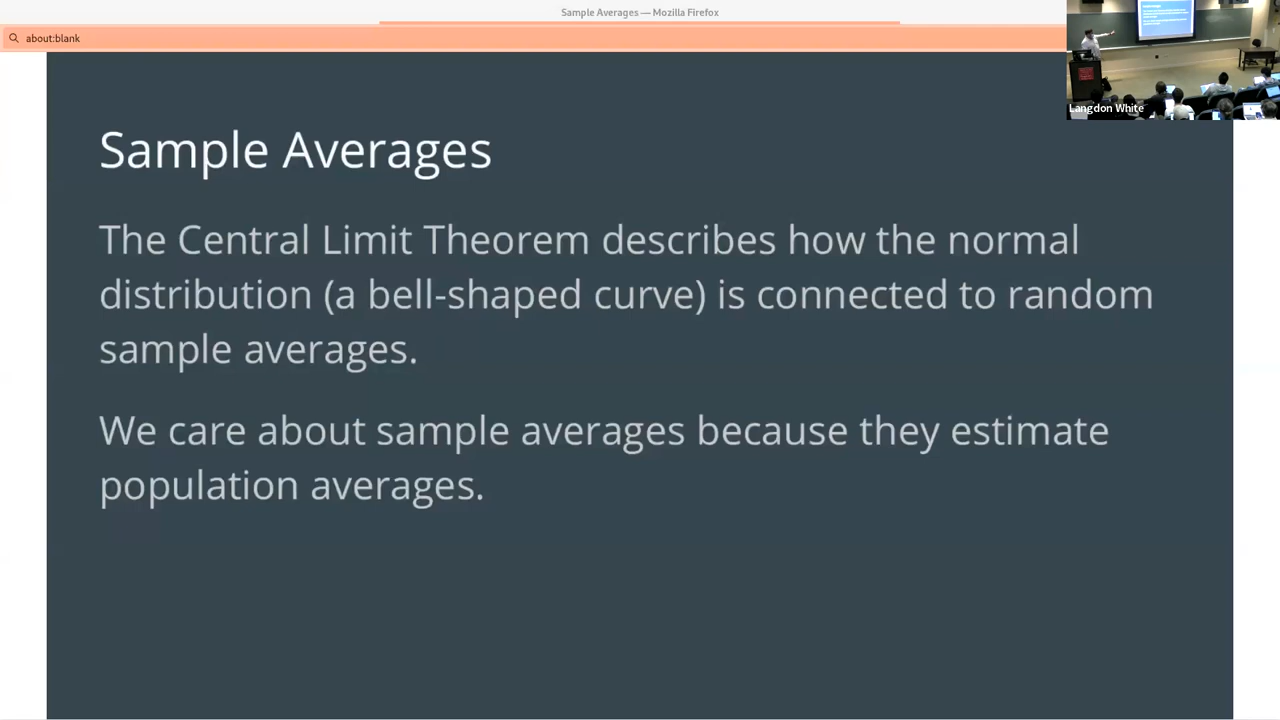 Sample Averages — Mozilla Firefox
about:blank
Langdon White
Sample Averages
The Central Limit Theorem describes how the normal
distribution (a bell-shaped curve) is connected to random
sample averages.
We care about sample averages because they estimate
population averages.